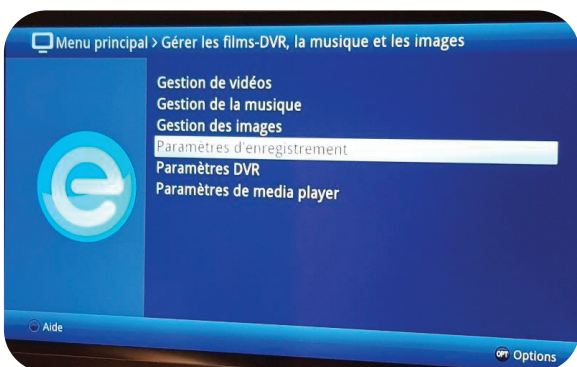 Menu principal > Gérer les films-DVR, la musique et les images
Gestion de vidéos
Gestion de la musique
Gestion des images
Paramètres d'enregistrement
Paramètres DVR
Paramètres de media player
Aide
OPT Options